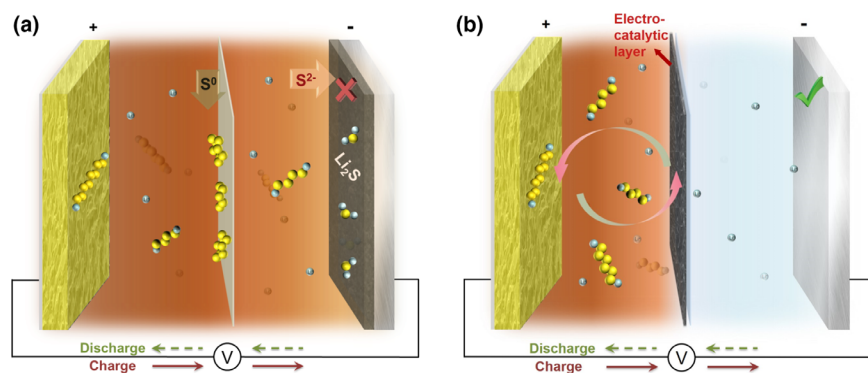 (a)
+
-
S0
S2-
Li2S
Discharge
V
Charge
(b)
Electro-
catalytic
layer
+
-
Discharge
V
Charge